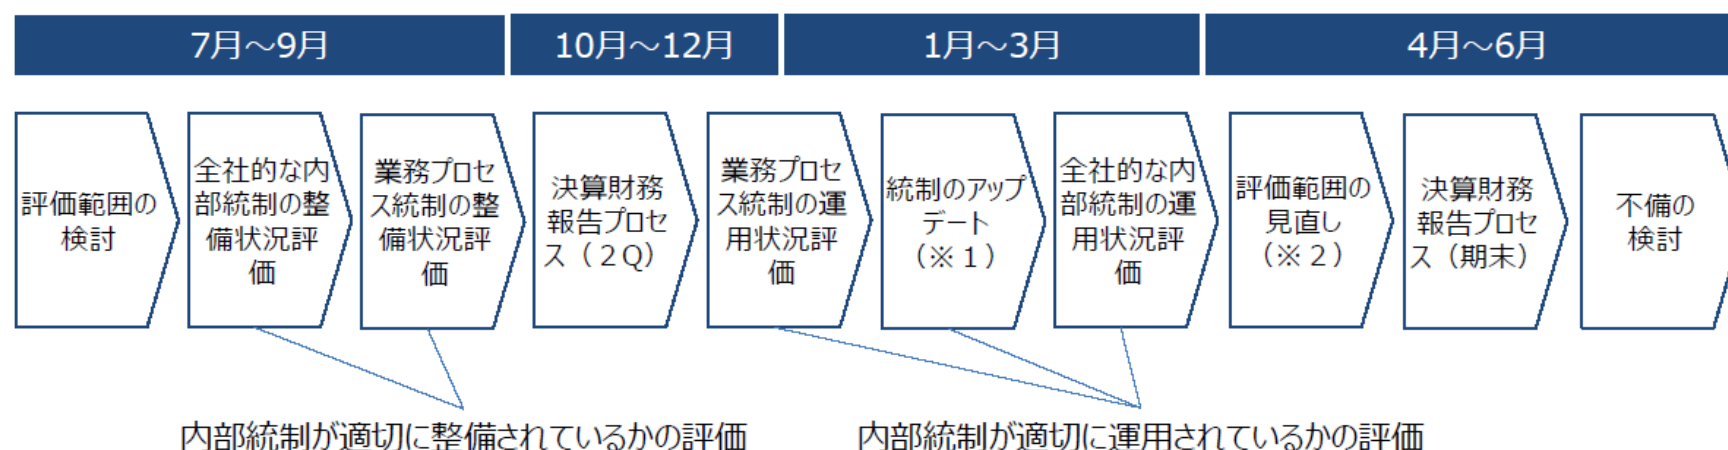 7月～9月
10月～12月
1月～3月
4月～6月
評価範囲の
検討
全社的な内
部統制の整
備状況評
価
業務プロセ
ス統制の整
備状況評
価
決算財務
報告プロセ
ス（２Q）
業務プロセ
ス統制の運
用状況評
価
統制のアップ
デート
（※１）
全社的な内
部統制の運
用状況評
価
評価範囲の
見直し
（※２）
決算財務
報告プロセ
ス（期末）
不備の
検討
内部統制が適切に整備されているかの評価
内部統制が適切に運用されているかの評価